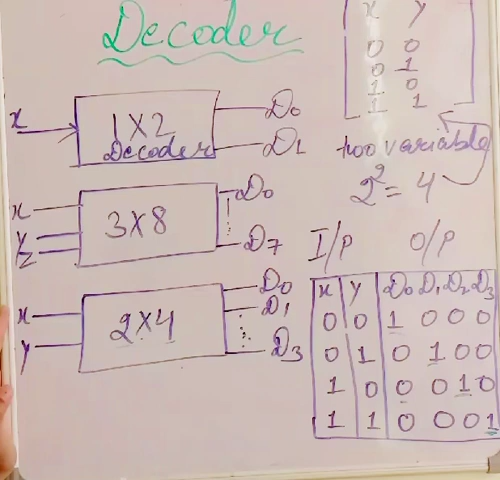 Decoder
x y
0 0
0 1
1 0
1 1
two variable
2² = 4
x 1X2 Decoder D₀ D₁
x y z 3X8 D₀ D₇
x y 2X4 D₀ D₁ D₃
I/P O/P
x y D₀ D₁ D₂ D₃
0 0 1 0 0 0
0 1 0 1 0 0
1 0 0 0 1 0
1 1 0 0 0 1